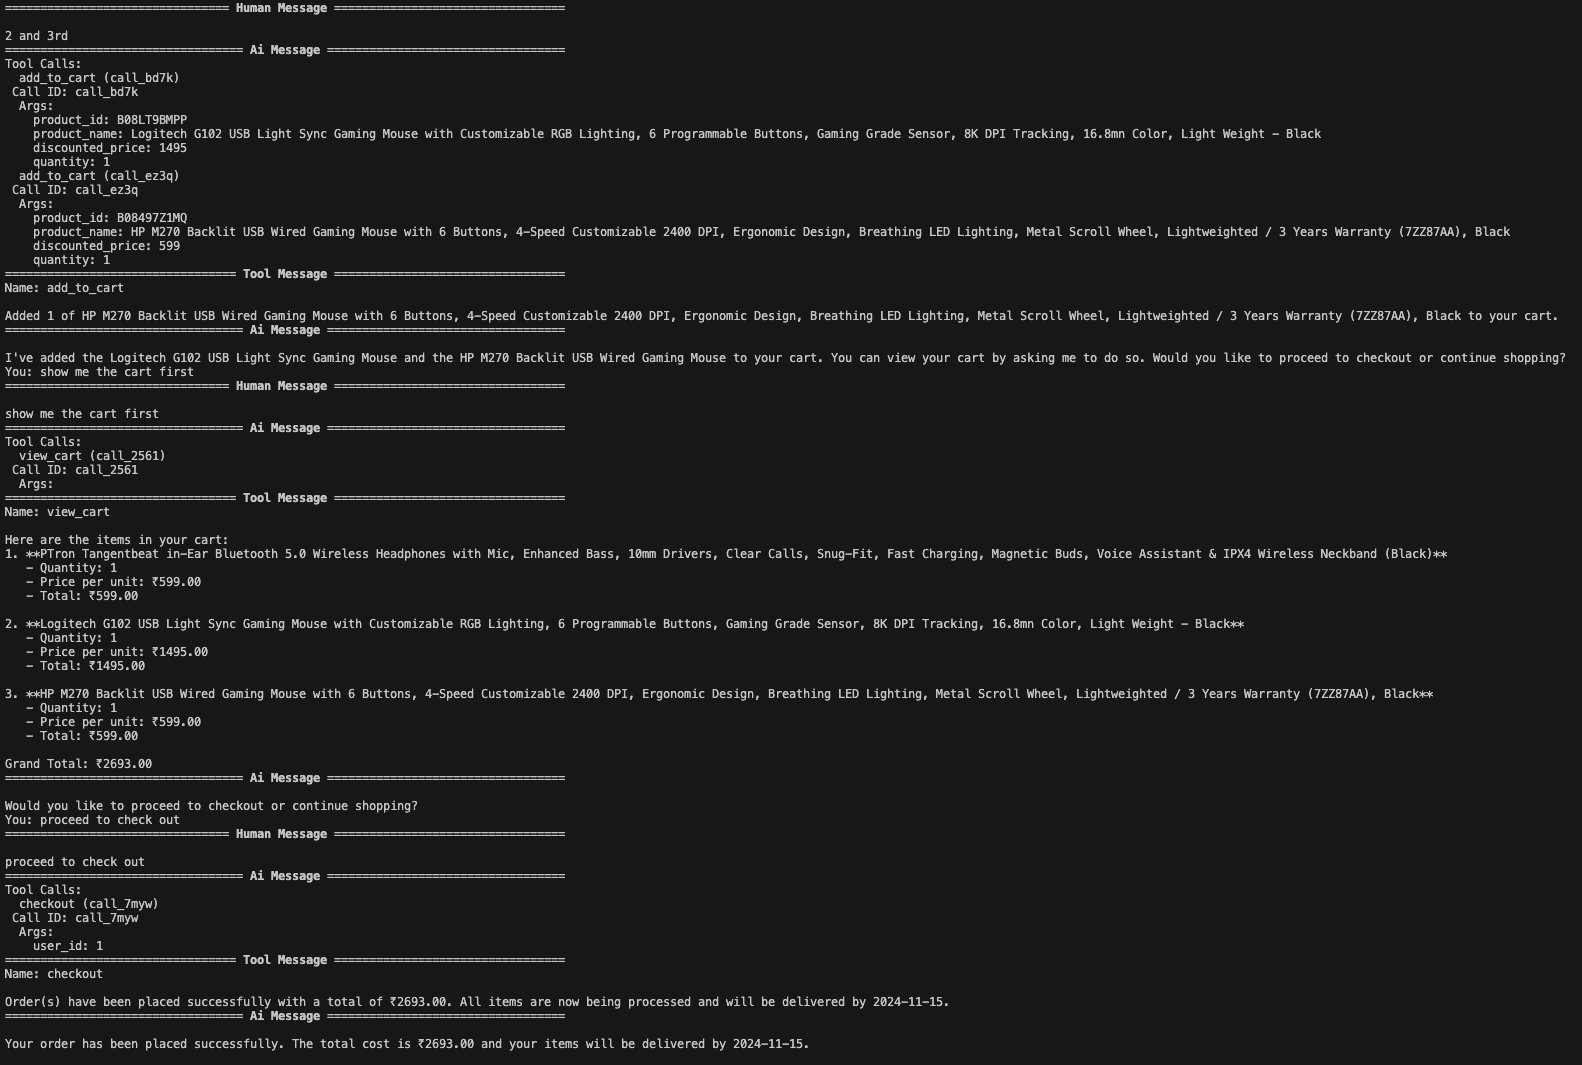 ================================ Human Message =================================

2 and 3rd
================================== Ai Message ==================================
Tool Calls:
  add_to_cart (call_bd7k)
 Call ID: call_bd7k
  Args:
    product_id: B08LT9BMPP
    product_name: Logitech G102 USB Light Sync Gaming Mouse with Customizable RGB Lighting, 6 Programmable Buttons, Gaming Grade Sensor, 8K DPI Tracking, 16.8mn Color, Light Weight - Black
    discounted_price: 1495
    quantity: 1
  add_to_cart (call_ez3q)
 Call ID: call_ez3q
  Args:
    product_id: B08497Z1MQ
    product_name: HP M270 Backlit USB Wired Gaming Mouse with 6 Buttons, 4-Speed Customizable 2400 DPI, Ergonomic Design, Breathing LED Lighting, Metal Scroll Wheel, Lightweighted / 3 Years Warranty (7ZZ87AA), Black
    discounted_price: 599
    quantity: 1
================================= Tool Message =================================
Name: add_to_cart

Added 1 of HP M270 Backlit USB Wired Gaming Mouse with 6 Buttons, 4-Speed Customizable 2400 DPI, Ergonomic Design, Breathing LED Lighting, Metal Scroll Wheel, Lightweighted / 3 Years Warranty (7ZZ87AA), Black to your cart.
================================== Ai Message ==================================

I've added the Logitech G102 USB Light Sync Gaming Mouse and the HP M270 Backlit USB Wired Gaming Mouse to your cart. You can view your cart by asking me to do so. Would you like to proceed to checkout or continue shopping?
You: show me the cart first
================================ Human Message =================================

show me the cart first
================================== Ai Message ==================================
Tool Calls:
  view_cart (call_2561)
 Call ID: call_2561
  Args:
================================= Tool Message =================================
Name: view_cart

Here are the items in your cart:
1. **PTron Tangentbeat in-Ear Bluetooth 5.0 Wireless Headphones with Mic, Enhanced Bass, 10mm Drivers, Clear Calls, Snug-Fit, Fast Charging, Magnetic Buds, Voice Assistant & IPX4 Wireless Neckband (Black)**
   - Quantity: 1
   - Price per unit: ₹599.00
   - Total: ₹599.00

2. **Logitech G102 USB Light Sync Gaming Mouse with Customizable RGB Lighting, 6 Programmable Buttons, Gaming Grade Sensor, 8K DPI Tracking, 16.8mn Color, Light Weight - Black**
   - Quantity: 1
   - Price per unit: ₹1495.00
   - Total: ₹1495.00

3. **HP M270 Backlit USB Wired Gaming Mouse with 6 Buttons, 4-Speed Customizable 2400 DPI, Ergonomic Design, Breathing LED Lighting, Metal Scroll Wheel, Lightweighted / 3 Years Warranty (7ZZ87AA), Black**
   - Quantity: 1
   - Price per unit: ₹599.00
   - Total: ₹599.00

Grand Total: ₹2693.00
================================== Ai Message ==================================

Would you like to proceed to checkout or continue shopping?
You: proceed to check out
================================ Human Message =================================

proceed to check out
================================== Ai Message ==================================
Tool Calls:
  checkout (call_7myw)
 Call ID: call_7myw
  Args:
    user_id: 1
================================= Tool Message =================================
Name: checkout

Order(s) have been placed successfully with a total of ₹2693.00. All items are now being processed and will be delivered by 2024-11-15.
================================== Ai Message ==================================

Your order has been placed successfully. The total cost is ₹2693.00 and your items will be delivered by 2024-11-15.